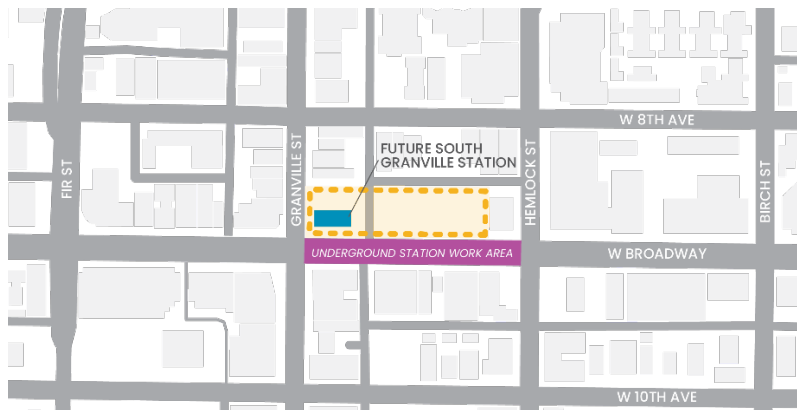 W 8TH AVE
FUTURE SOUTH
GRANVILLE STATION
FIR ST
GRANVILLE ST
HEMLOCK ST
BIRCH ST
UNDERGROUND STATION WORK AREA
W BROADWAY
W 10TH AVE